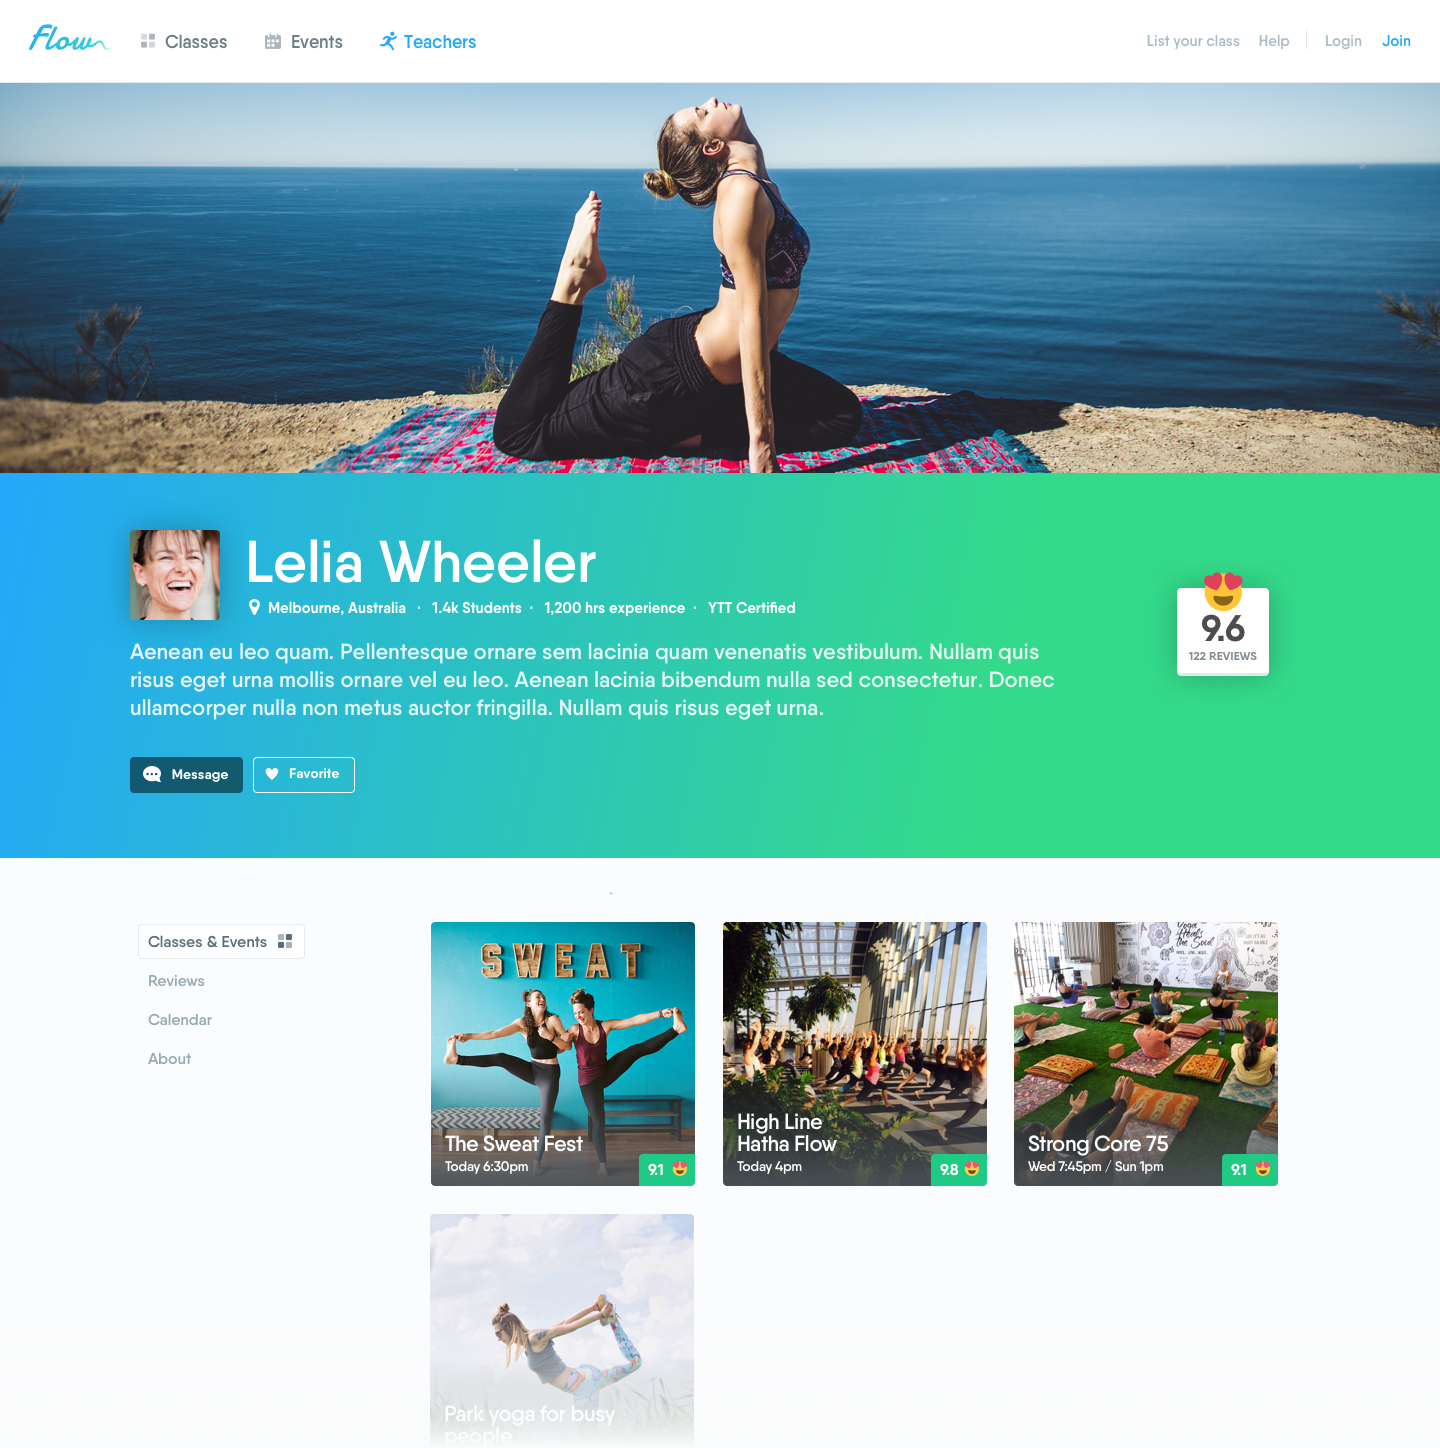 flow
Classes
Events
Teachers
List your class
Help
Login
Join
Lelia Wheeler
Melbourne, Australia · 1.4k Students · 1,200 hrs experience · YTT Certified
Aenean eu leo quam. Pellentesque ornare sem lacinia quam venenatis vestibulum. Nullam quis
risus eget urna mollis ornare vel eu leo. Aenean lacinia bibendum nulla sed consectetur. Donec
ullamcorper nulla non metus auctor fringilla. Nullam quis risus eget urna.
9.6
122 REVIEWS
Message
Favorite
Classes & Events
Reviews
Calendar
About
SWEAT
The Sweat Fest
Today 6:30pm
9.1
High Line
Hatha Flow
Today 4pm
9.8
Yoga
Heals
the Soul
Strong Core 75
Wed 7:45pm / Sun 1pm
9.1
Park yoga for busy
people